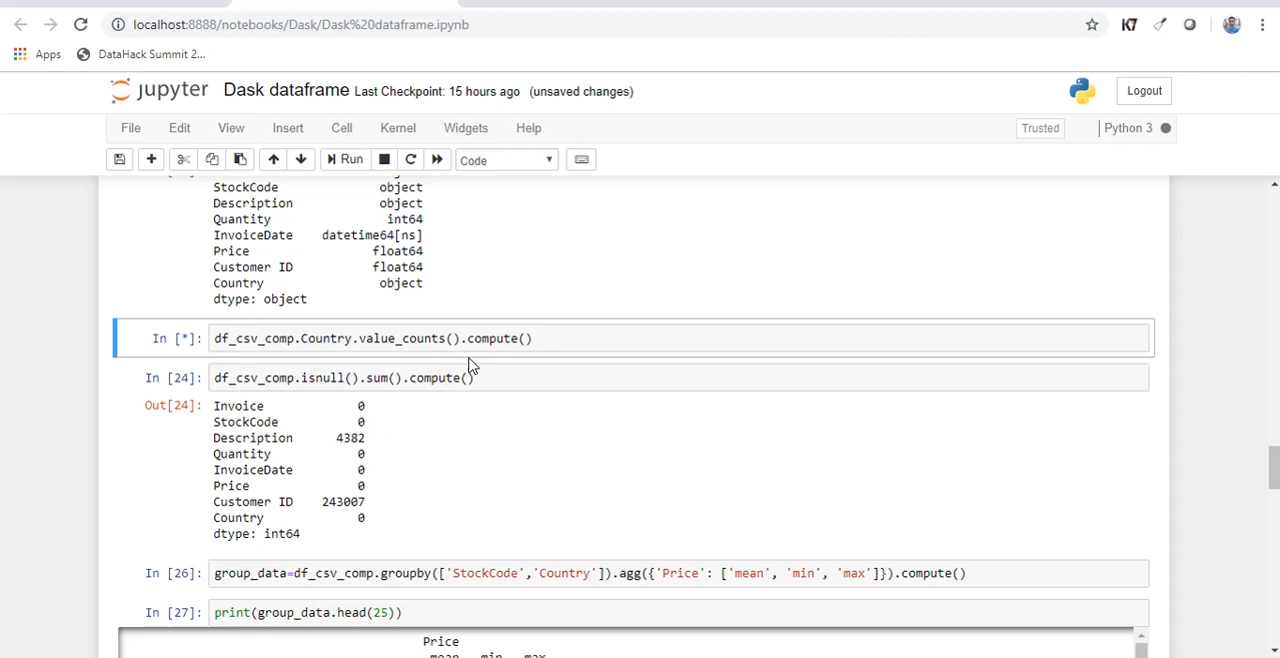 localhost:8888/notebooks/Dask/Dask%20dataframe.ipynb
K7
Apps DataHack Summit 2...
jupyter Dask dataframe Last Checkpoint: 15 hours ago (unsaved changes)
Logout
File Edit View Insert Cell Kernel Widgets Help
Trusted Python 3
Run Code
StockCode object
Description object
Quantity int64
InvoiceDate datetime64[ns]
Price float64
Customer ID float64
Country object
dtype: object
In [*]: df_csv_comp.Country.value_counts().compute()
In [24]: df_csv_comp.isnull().sum().compute()
Out[24]: Invoice 0
StockCode 0
Description 4382
Quantity 0
InvoiceDate 0
Price 0
Customer ID 243007
Country 0
dtype: int64
In [26]: group_data=df_csv_comp.groupby(['StockCode','Country']).agg({'Price': ['mean', 'min', 'max']}).compute()
In [27]: print(group_data.head(25))
Price
mean min max